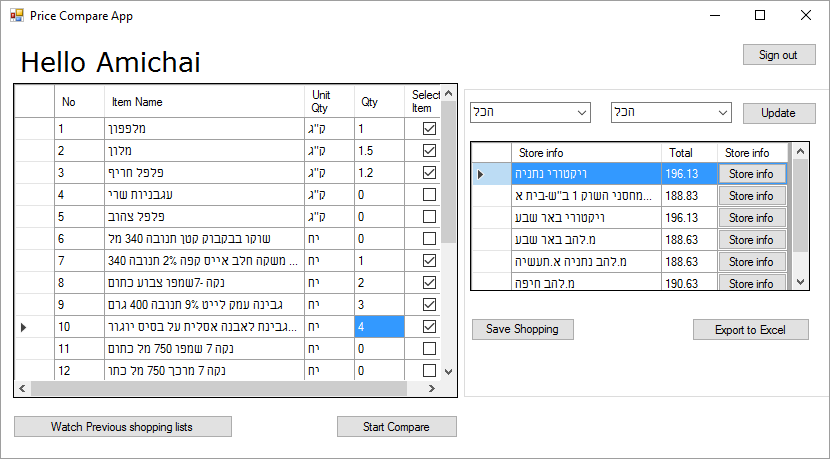 Price Compare App
Hello Amichai
Sign out
No Item Name Unit Qty Qty Select Item
1 מלפפון ק"ג 1
2 מלון ק"ג 1.5
3 פלפל חריף ק"ג 1.2
4 עגבניות שרי ק"ג 0
5 פלפל צהוב ק"ג 0
6 שוקו בבקבוק קטן תנובה 340 מל יח 0
7 משקה חלב אייס קפה 2% תנובה 340 ... יח 1
8 נקה -7שמפו צבוע כתום יח 2
9 גבינה עמק לייט 9% תנובה 400 גרם יח 3
10 גבינת לאבנה אסלית על בסיס יוגור... יח 4
11 נקה 7 שמפו 750 מל כתום יח 0
12 נקה 7 מרכך 750 מל כתו יח 0
Watch Previous shopping lists
Start Compare
הכל
הכל
Update
Store info Total Store info
ויקטורי נתניה 196.13 Store info
מחסני השוק 1 ב"ש-בית א... 188.83 Store info
ויקטורי באר שבע 196.13 Store info
מ.להב באר שבע 188.63 Store info
מ.להב נתניה א.תעשיה 188.63 Store info
מ.להב חיפה 190.63 Store info
Save Shopping
Export to Excel